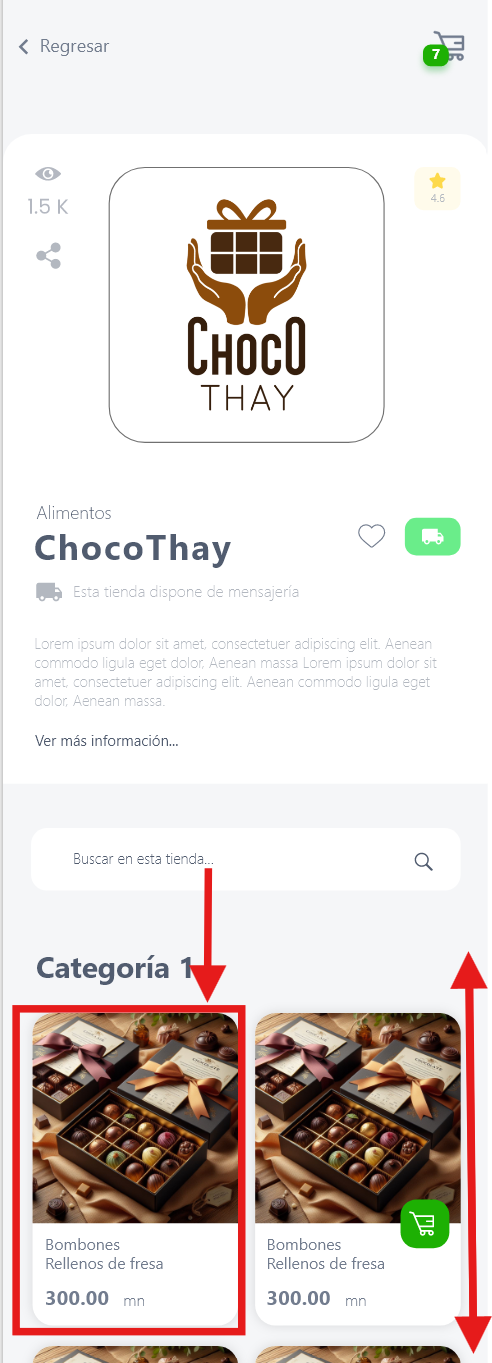 Regresar
7
1.5 K
4.6
CHOCO
THAY
Alimentos
ChocoThay
Esta tienda dispone de mensajería
Lorem ipsum dolor sit amet, consectetuer adipiscing elit. Aenean
commodo ligula eget dolor. Aenean massa Lorem ipsum dolor sit
amet, consectetuer adipiscing elit. Aenean commodo ligula eget
dolor. Aenean massa.
Ver más información...
Buscar en esta tienda...
Categoría 1
CHOCOLATE
Bombones
Rellenos de fresa
300.00 mn
CHOCOLATE
Bombones
Rellenos de fresa
300.00 mn